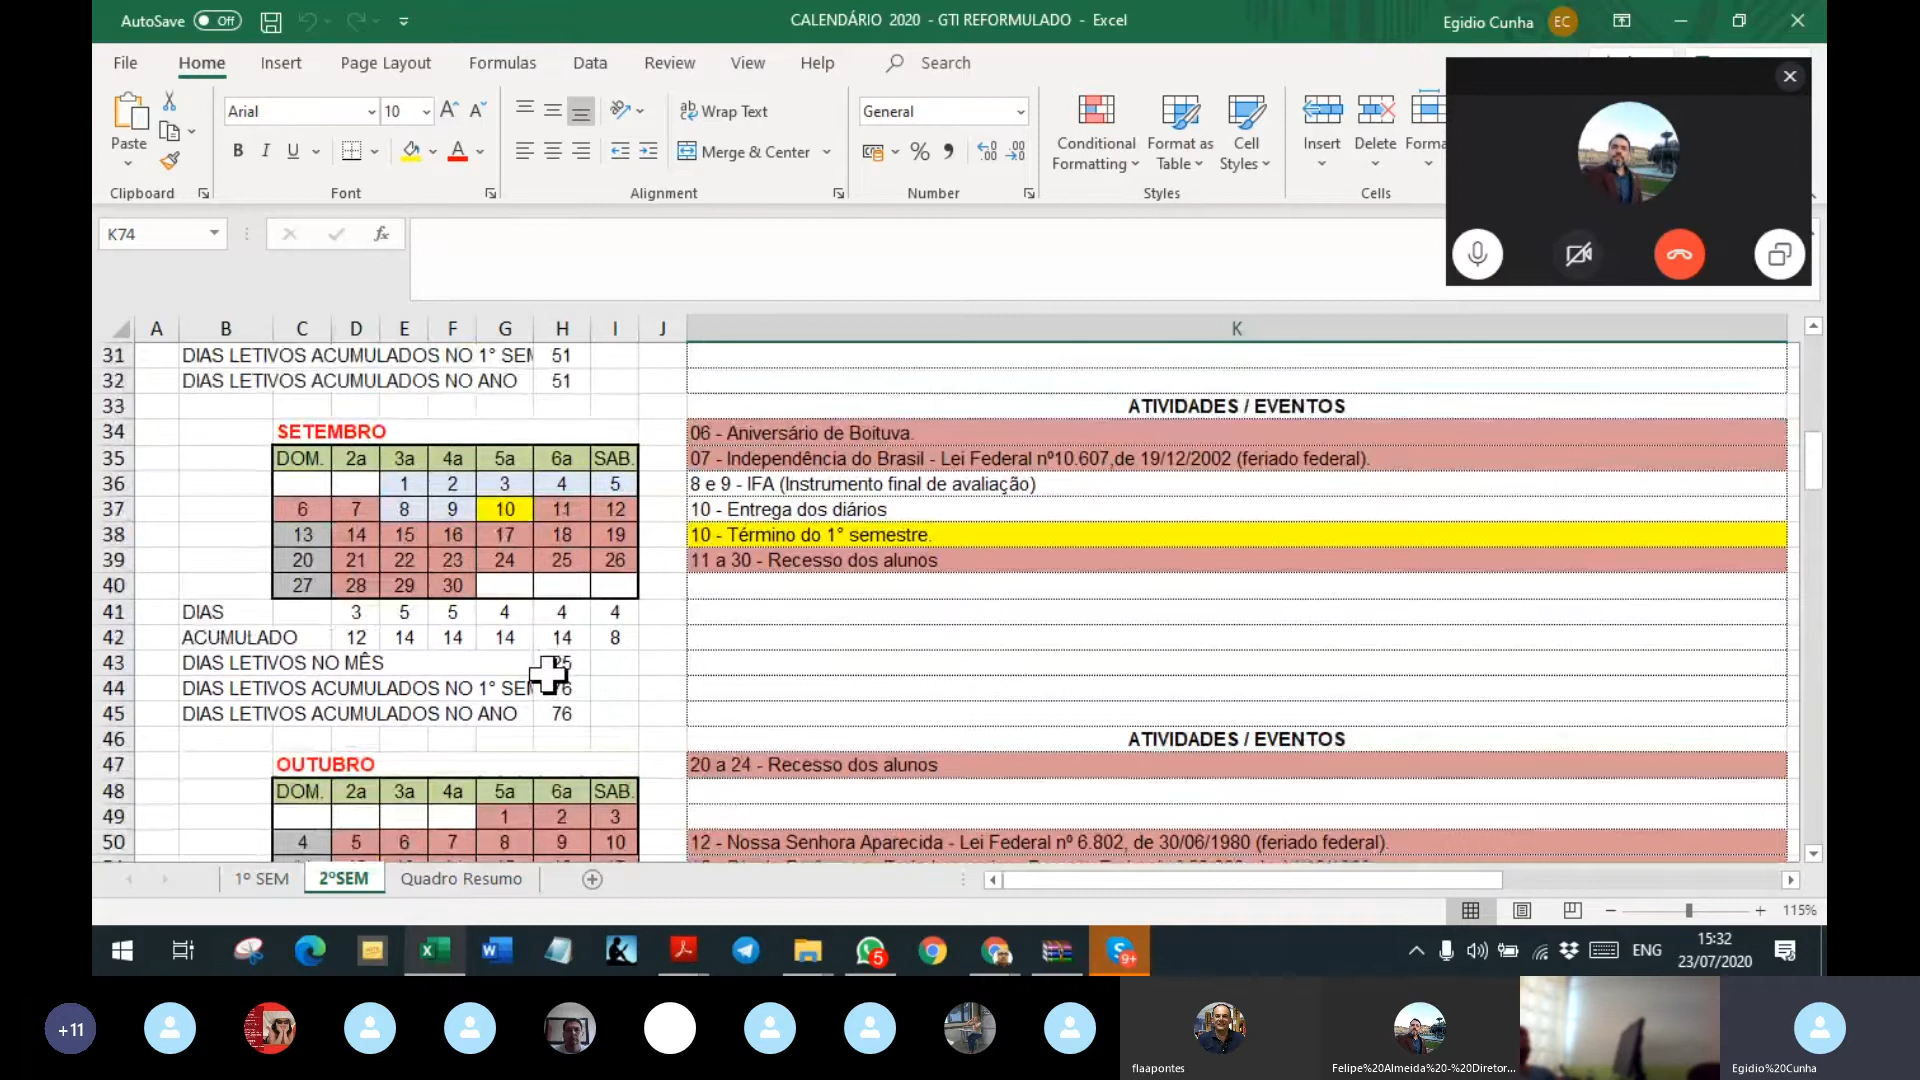 AutoSave Off CALENDÁRIO 2020 - GTI REFORMULADO - Excel Egidio Cunha EC
File Home Insert Page Layout Formulas Data Review View Help Search
Paste Arial 10 Wrap Text General Conditional Formatting Format as Table Cell Styles Insert Delete Forma
B I U Merge & Center % 9
Clipboard Font Alignment Number Styles Cells
K74 fx
A B C D E F G H I J K
31 DIAS LETIVOS ACUMULADOS NO 1° SEM 51
32 DIAS LETIVOS ACUMULADOS NO ANO 51
33 ATIVIDADES / EVENTOS
34 SETEMBRO 06 - Aniversário de Boituva.
35 DOM. 2a 3a 4a 5a 6a SAB. 07 - Independência do Brasil - Lei Federal nº10.607,de 19/12/2002 (feriado federal).
36 1 2 3 4 5 8 e 9 - IFA (Instrumento final de avaliação)
37 6 7 8 9 10 11 12 10 - Entrega dos diários
38 13 14 15 16 17 18 19 10 - Término do 1° semestre.
39 20 21 22 23 24 25 26 11 a 30 - Recesso dos alunos
40 27 28 29 30
41 DIAS 3 5 5 4 4 4
42 ACUMULADO 12 14 14 14 14 8
43 DIAS LETIVOS NO MÊS 25
44 DIAS LETIVOS ACUMULADOS NO 1° SEM 76
45 DIAS LETIVOS ACUMULADOS NO ANO 76
46 ATIVIDADES / EVENTOS
47 OUTUBRO 20 a 24 - Recesso dos alunos
48 DOM. 2a 3a 4a 5a 6a SAB.
49 1 2 3
50 4 5 6 7 8 9 10 12 - Nossa Senhora Aparecida - Lei Federal nº 6.802, de 30/06/1980 (feriado federal).
1º SEM 2ºSEM Quadro Resumo
115%
5 9+ ENG 15:32
23/07/2020
+11
flaapontes Felipe%20Almeida%20-%20Diretor... Egidio%20Cunha